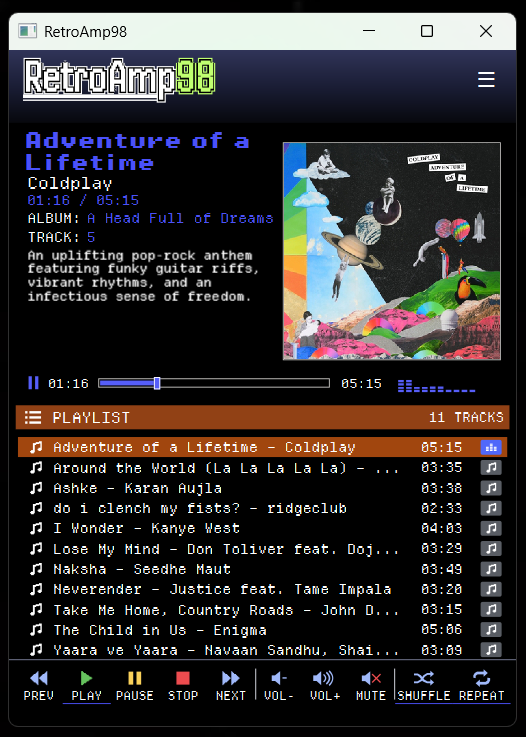 RetroAmp98
RetroAmp98
Adventure of a
Lifetime
Coldplay
01:16 / 05:15
ALBUM: A Head Full of Dreams
TRACK: 5
An uplifting pop-rock anthem
featuring funky guitar riffs,
vibrant rhythms, and an
infectious sense of freedom.
COLDPLAY
ADVENTURE
OF A
LIFETIME
01:16 05:15
PLAYLIST 11 TRACKS
Adventure of a Lifetime - Coldplay 05:15
Around the World (La La La La La) - ... 03:35
Ashke - Karan Aujla 03:38
do i clench my fists? - ridgeclub 02:33
I Wonder - Kanye West 04:03
Lose My Mind - Don Toliver feat. Doj... 03:29
Naksha - Seedhe Maut 03:49
Neverender - Justice feat. Tame Impala 03:20
Take Me Home, Country Roads - John D... 03:15
The Child in Us - Enigma 05:06
Yaara ve Yaara - Navaan Sandhu, Shai... 03:09
PREV PLAY PAUSE STOP NEXT VOL- VOL+ MUTE SHUFFLE REPEAT